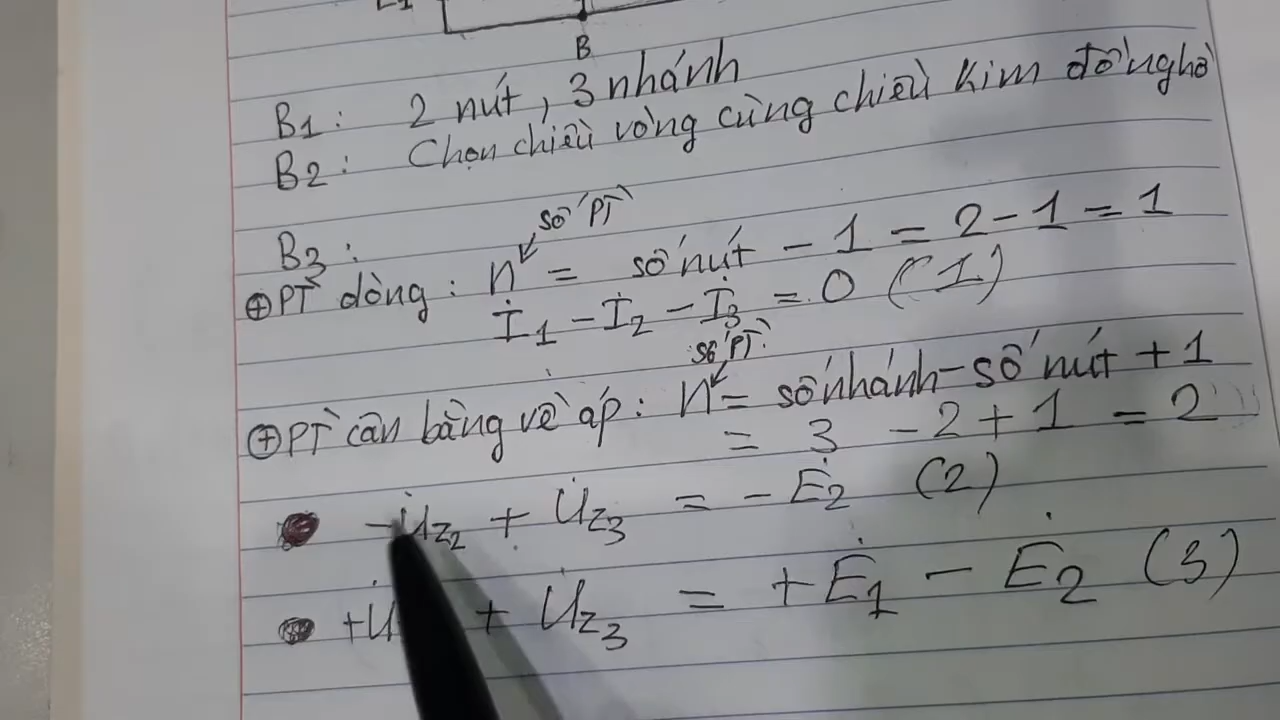 B
B1: 2 nút, 3 nhánh
B2: Chọn chiều vòng cùng chiều kim đồng hồ
B3:
số PT
⊕ PT dòng: n = số nút - 1 = 2 - 1 = 1
İ1 - İ2 - İ3 = 0 (1)
số PT
⊕ PT cân bằng về áp: n = số nhánh - số nút + 1
= 3 - 2 + 1 = 2
-U̇Z2 + U̇Z3 = -Ė2 (2)
+U̇ + U̇Z3 = +Ė1 - Ė2 (3)